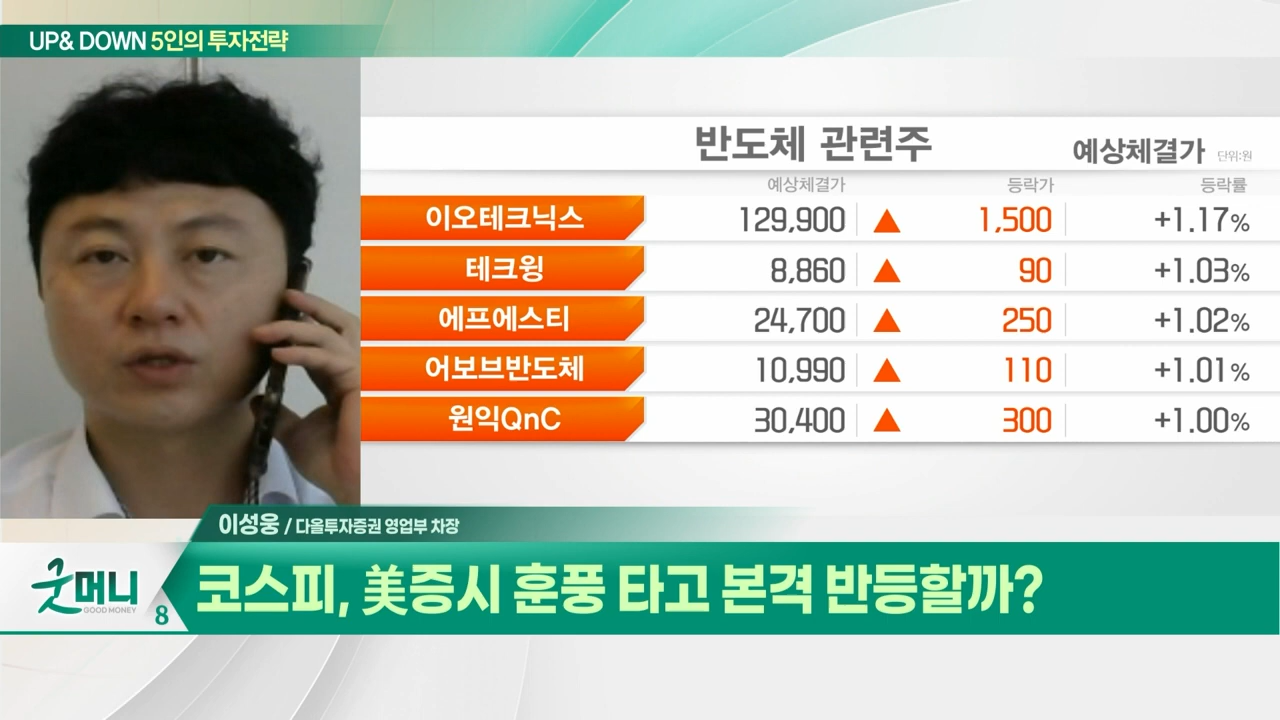 UP& DOWN 5인의 투자전략
반도체 관련주 예상체결가 단위:원
예상체결가 등락가 등락률
이오테크닉스 129,900 ▲ 1,500 +1.17%
테크윙 8,860 ▲ 90 +1.03%
에프에스티 24,700 ▲ 250 +1.02%
어보브반도체 10,990 ▲ 110 +1.01%
원익QnC 30,400 ▲ 300 +1.00%
이성웅 / 다올투자증권 영업부 차장
굿머니 GOOD MONEY 8
코스피, 美증시 훈풍 타고 본격 반등할까?